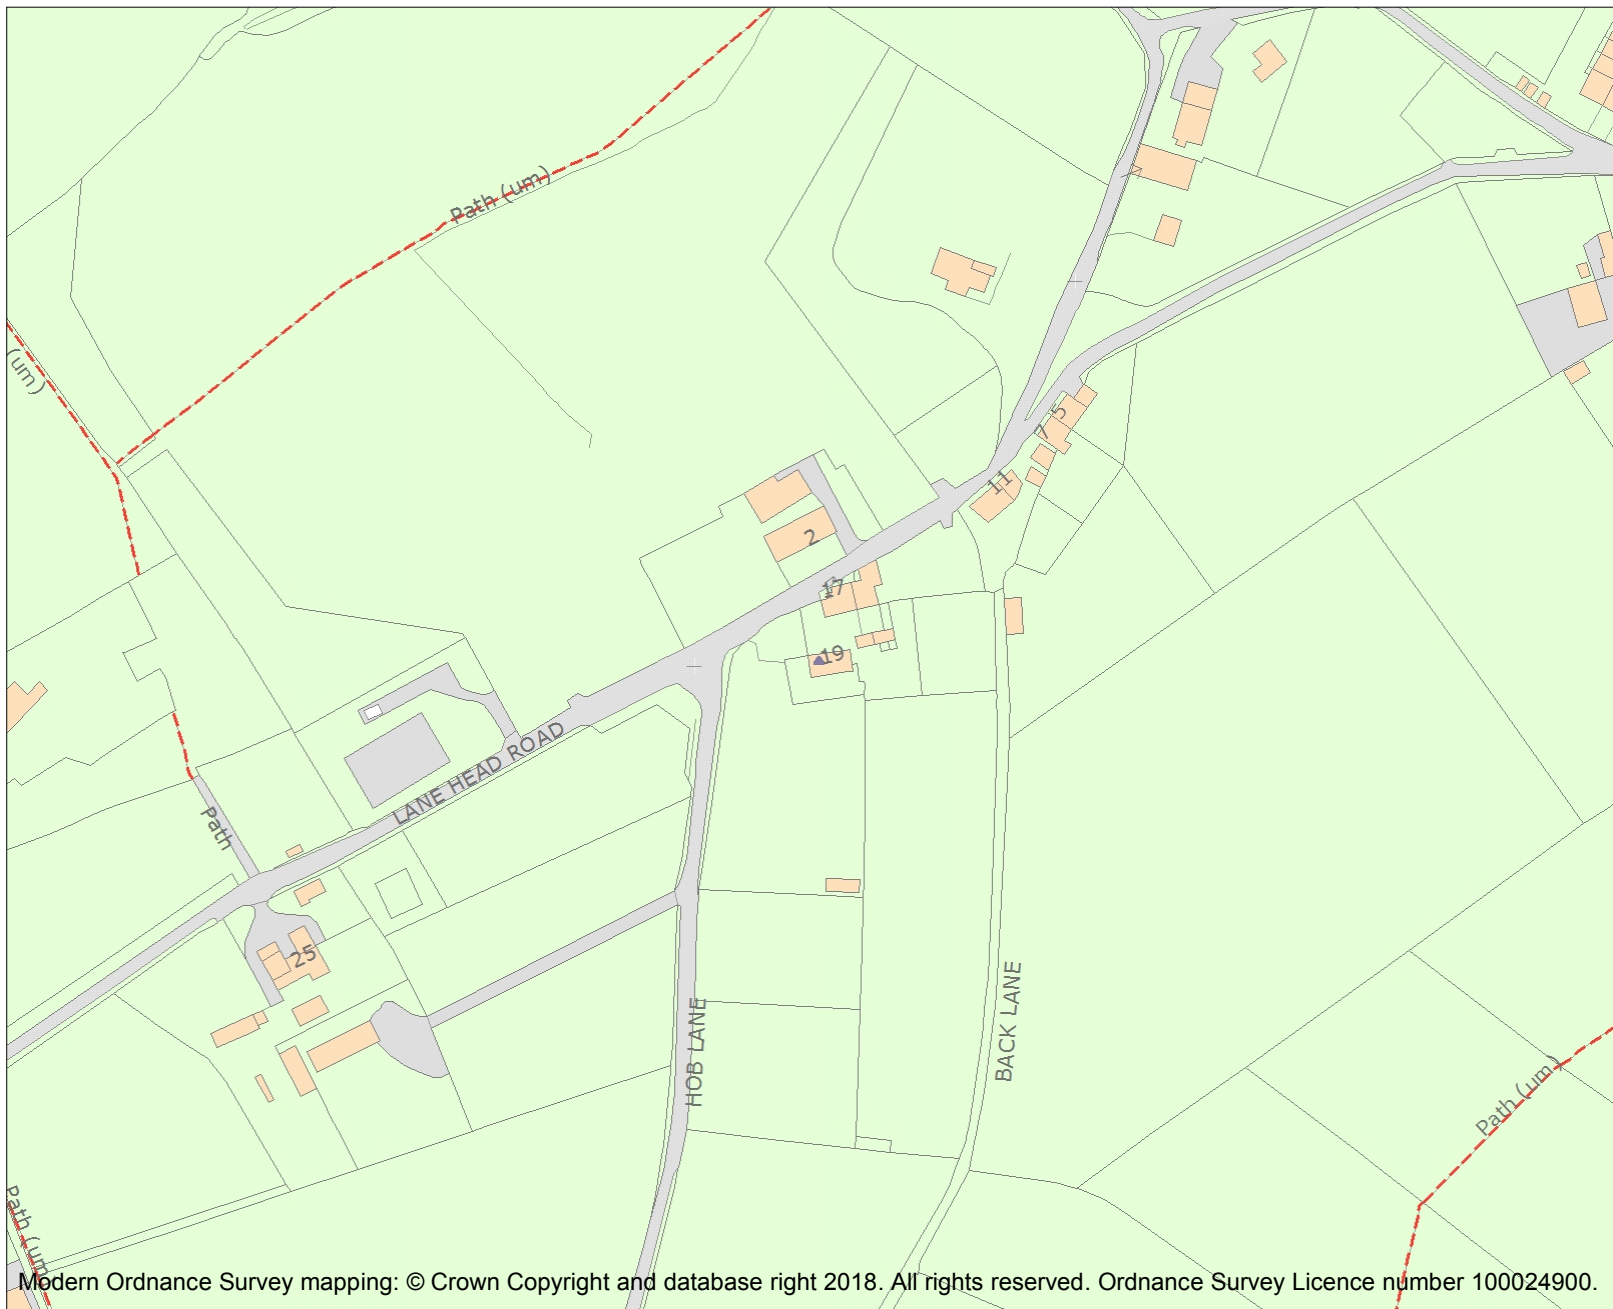 Path (um)
(um)
5
7
11
2
17
19
LANE HEAD ROAD
Path
25
HOB LANE
BACK LANE
Path (um)
Path (um)
Modern Ordnance Survey mapping: © Crown Copyright and database right 2018. All rights reserved. Ordnance Survey Licence number 100024900.